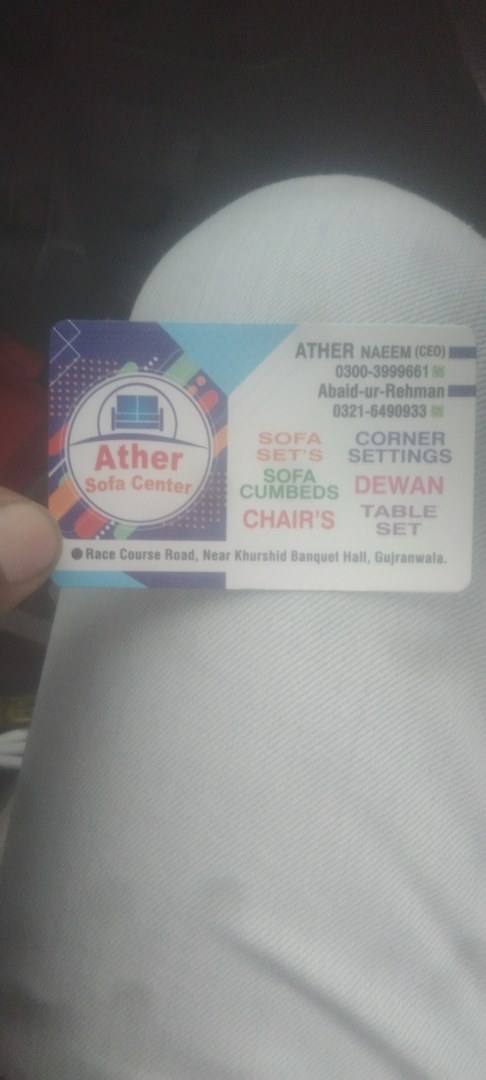 Ather
Sofa Center
ATHER NAEEM (CEO)
0300-3999661
Abaid-ur-Rehman
0321-6490933
SOFA
SET'S
CORNER
SETTINGS
SOFA
CUMBEDS
DEWAN
CHAIR'S
TABLE
SET
Race Course Road, Near Khurshid Banquet Hall, Gujranwala.